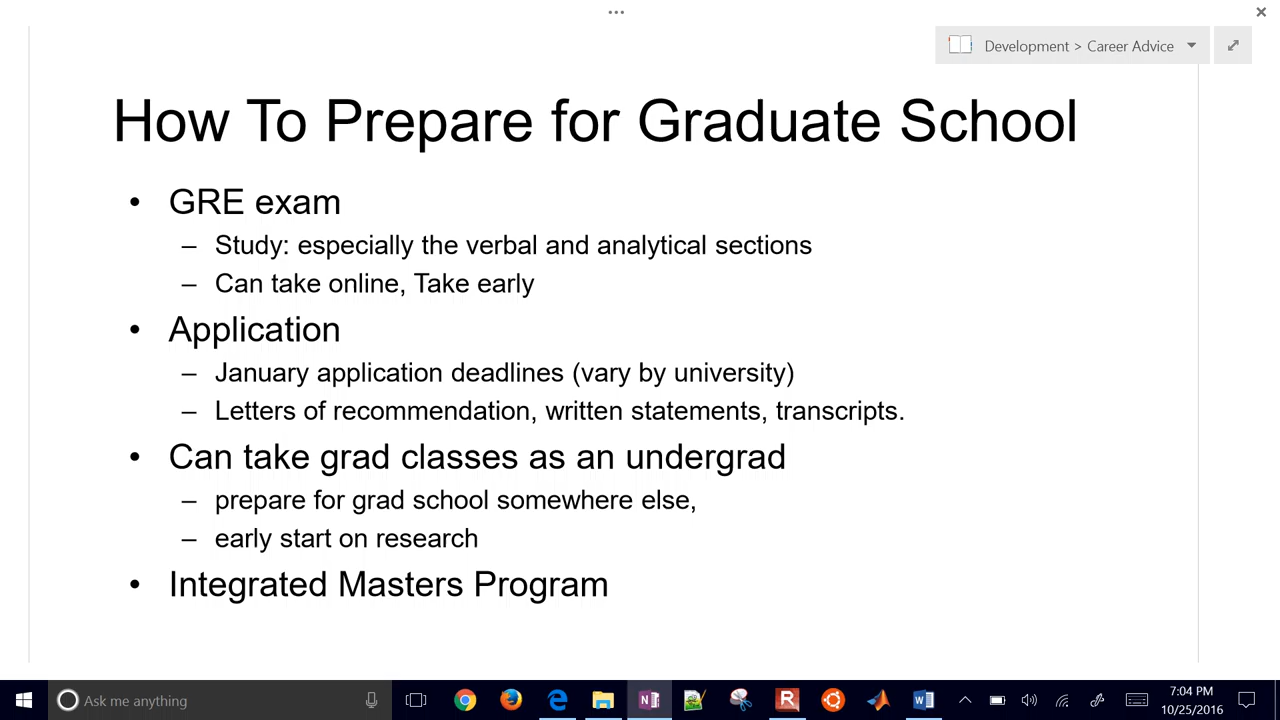 Development > Career Advice
How To Prepare for Graduate School
• GRE exam
– Study: especially the verbal and analytical sections
– Can take online, Take early
• Application
– January application deadlines (vary by university)
– Letters of recommendation, written statements, transcripts.
• Can take grad classes as an undergrad
– prepare for grad school somewhere else,
– early start on research
• Integrated Masters Program
Ask me anything
7:04 PM
10/25/2016